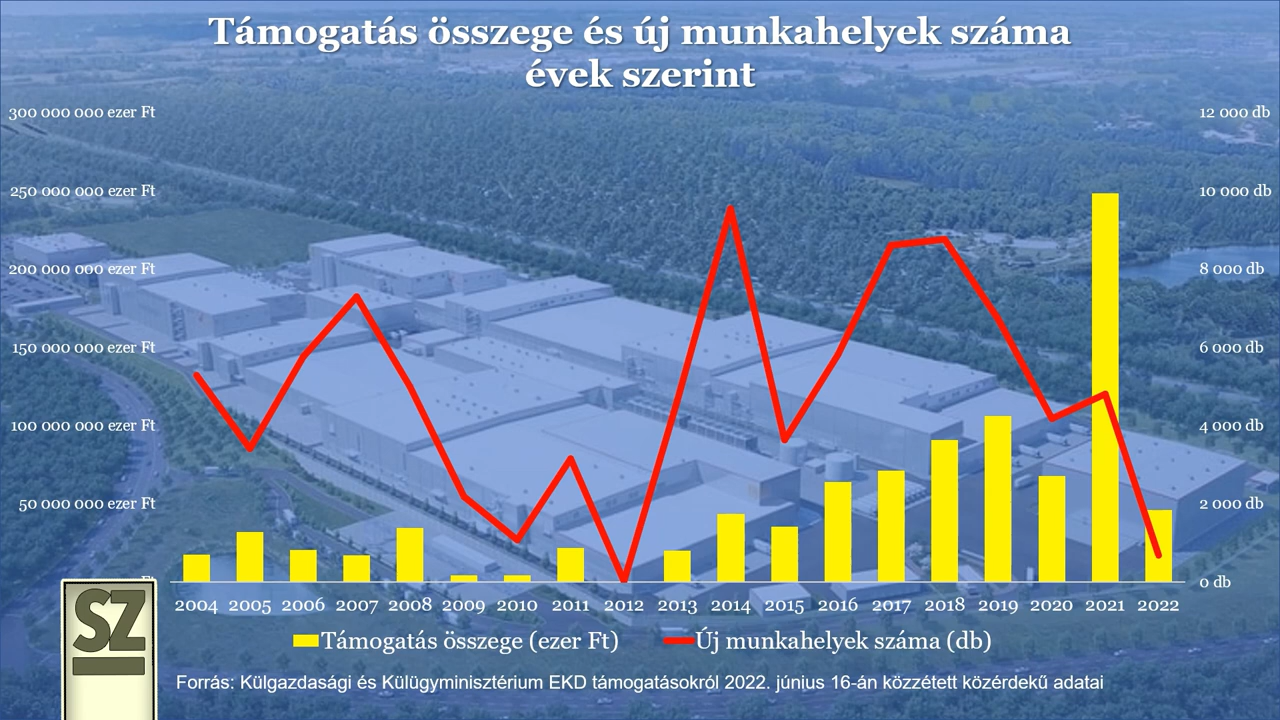 Támogatás összege és új munkahelyek száma
évek szerint
300 000 000 ezer Ft
250 000 000 ezer Ft
200 000 000 ezer Ft
150 000 000 ezer Ft
100 000 000 ezer Ft
50 000 000 ezer Ft
12 000 db
10 000 db
8 000 db
6 000 db
4 000 db
2 000 db
0 db
2004 2005 2006 2007 2008 2009 2010 2011 2012 2013 2014 2015 2016 2017 2018 2019 2020 2021 2022
Támogatás összege (ezer Ft) Új munkahelyek száma (db)
SZ
Forrás: Külgazdasági és Külügyminisztérium EKD támogatásokról 2022. június 16-án közzétett közérdekű adatai